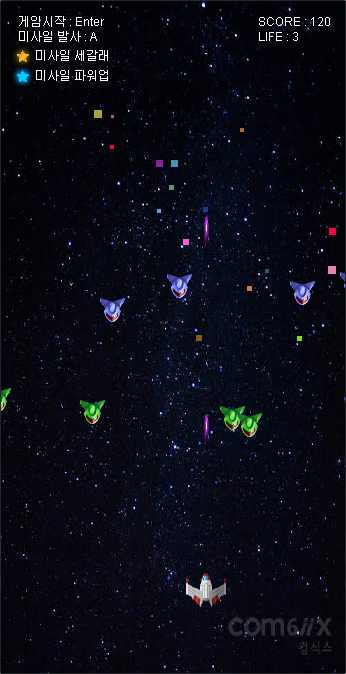 게임시작 : Enter
SCORE : 120
미사일 발사 : A
LIFE : 3
미사일 세갈래
미사일 파워업
com6iix
컴식스